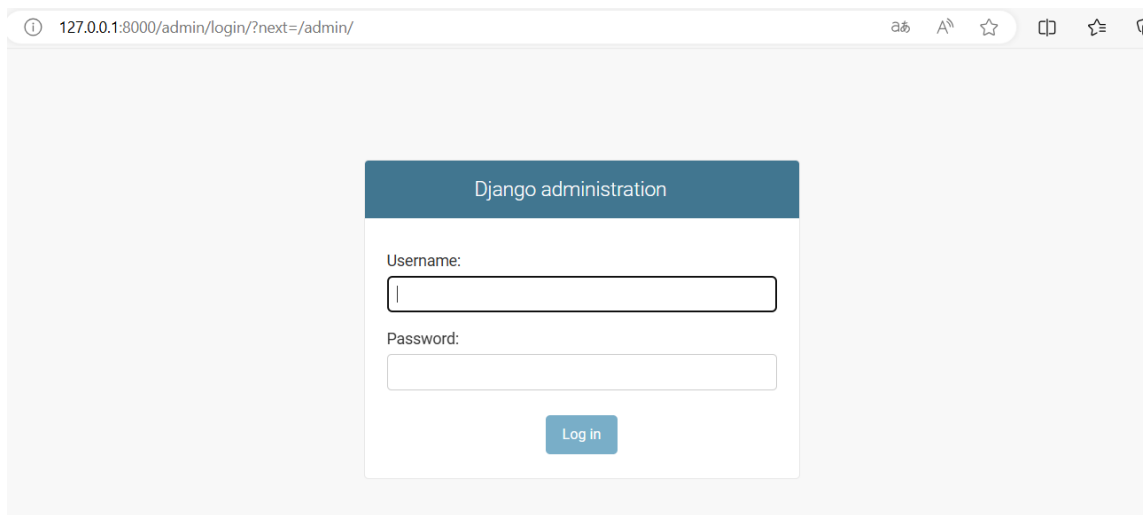 127.0.0.1:8000/admin/login/?next=/admin/
Django administration
Username:
Password:
Log in